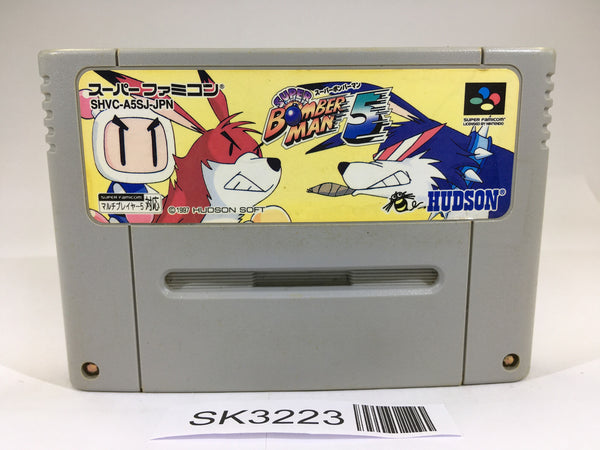 スーパーファミコン®
SHVC-A5SJ-JPN
スーパーボンバーマン
SUPER
BOMBER
MAN 5
SUPER FAMICOM
LICENSED BY NINTENDO
SUPER FAMICOM
マルチプレイヤー5対応
© 1997 HUDSON SOFT
HUDSON®
SK3223